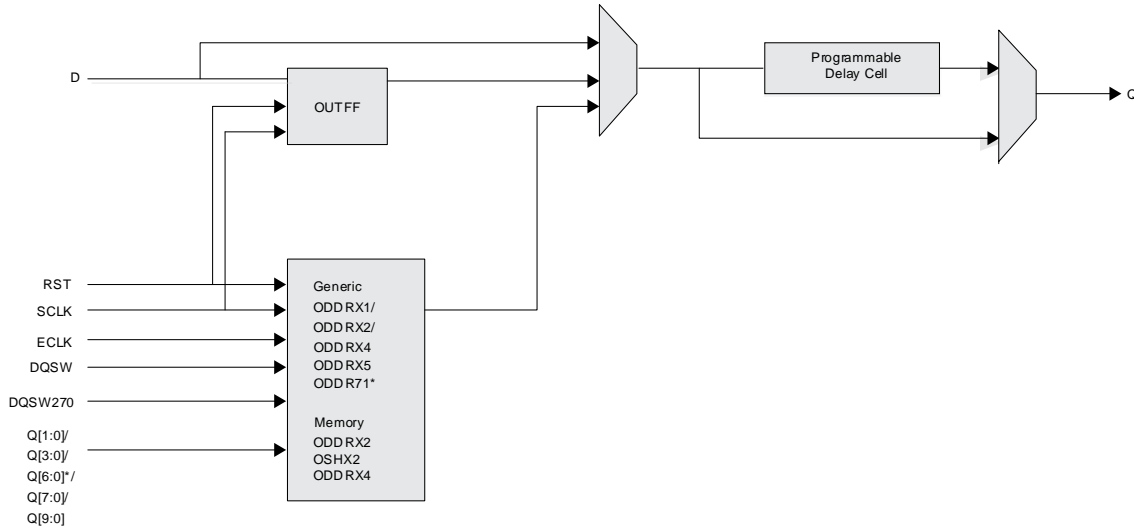 D
OUTFF
Programmable
Delay Cell
Q
RST
SCLK
ECLK
DQSW
DQSW270
Q[1:0]/
Q[3:0]/
Q[6:0]*/
Q[7:0]/
Q[9:0]
Generic
ODDRX1/
ODDRX2/
ODDRX4
ODDRX5
ODDR71*
Memory
ODDRX2
OSHX2
ODDRX4